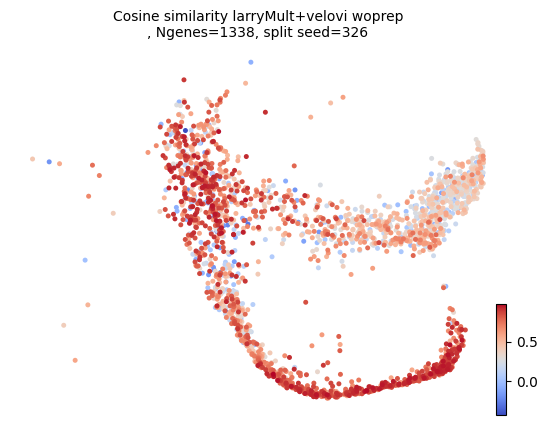 Cosine similarity larryMult+velovi woprep
, Ngenes=1338, split seed=326
0.5
0.0